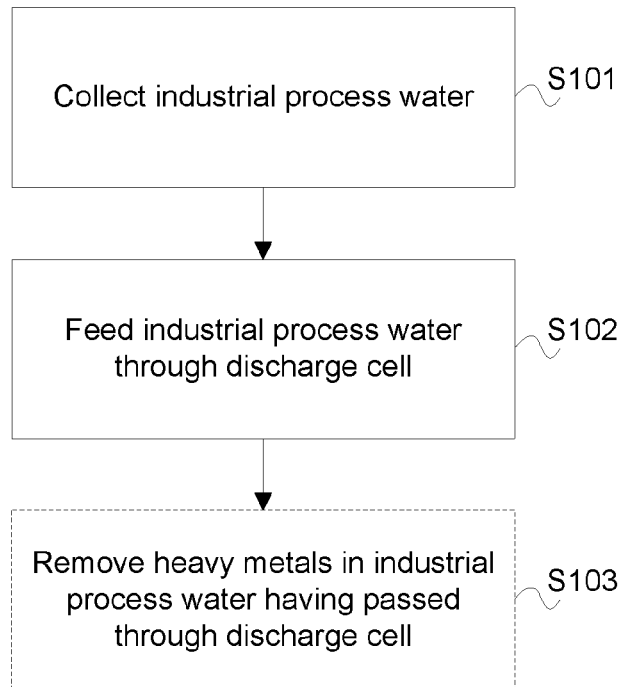 Collect industrial process water
S101
Feed industrial process water
through discharge cell
S102
Remove heavy metals in industrial
process water having passed
through discharge cell
S103